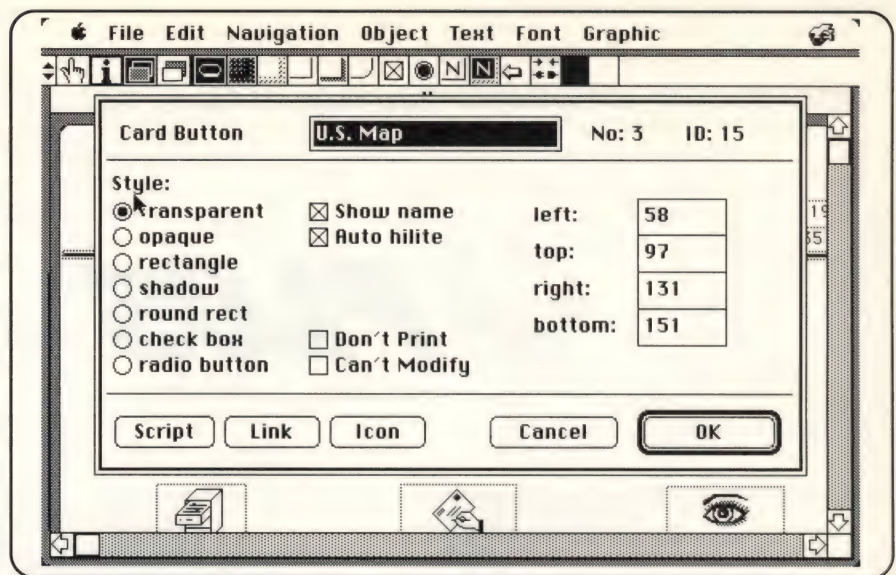 File Edit Navigation Object Text Font Graphic
N N
Card Button U.S. Map No: 3 ID: 15
Style:
transparent
opaque
rectangle
shadow
round rect
check box
radio button
Show name
Auto hilite
Don't Print
Can't Modify
left: 58
top: 97
right: 131
bottom: 151
19
35
Script Link Icon Cancel OK